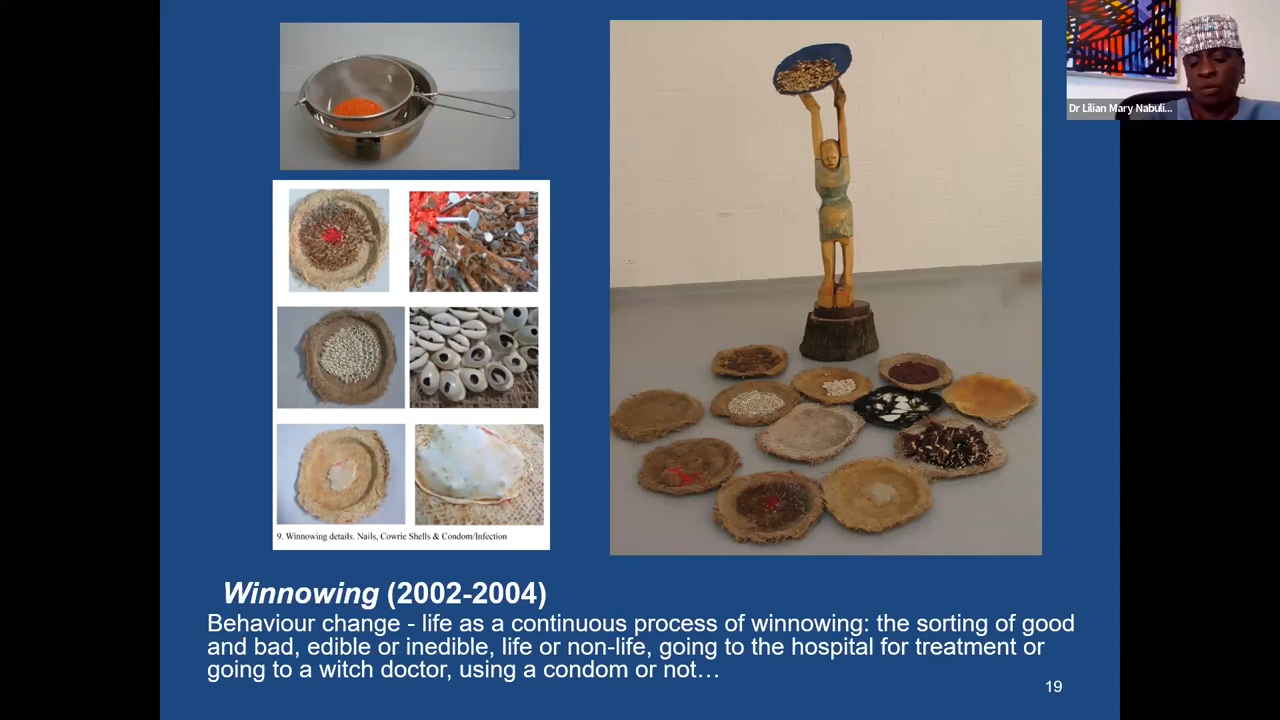 Dr Lilian Mary Nabuli...
9. Winnowing details. Nails, Cowrie Shells & Condom/Infection
Winnowing (2002-2004)
Behaviour change - life as a continuous process of winnowing: the sorting of good
and bad, edible or inedible, life or non-life, going to the hospital for treatment or
going to a witch doctor, using a condom or not…
19